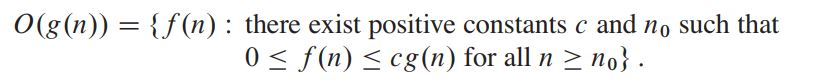 O(g(n)) = {f(n) : there exist positive constants c and n₀ such that
0 ≤ f(n) ≤ cg(n) for all n ≥ n₀} .